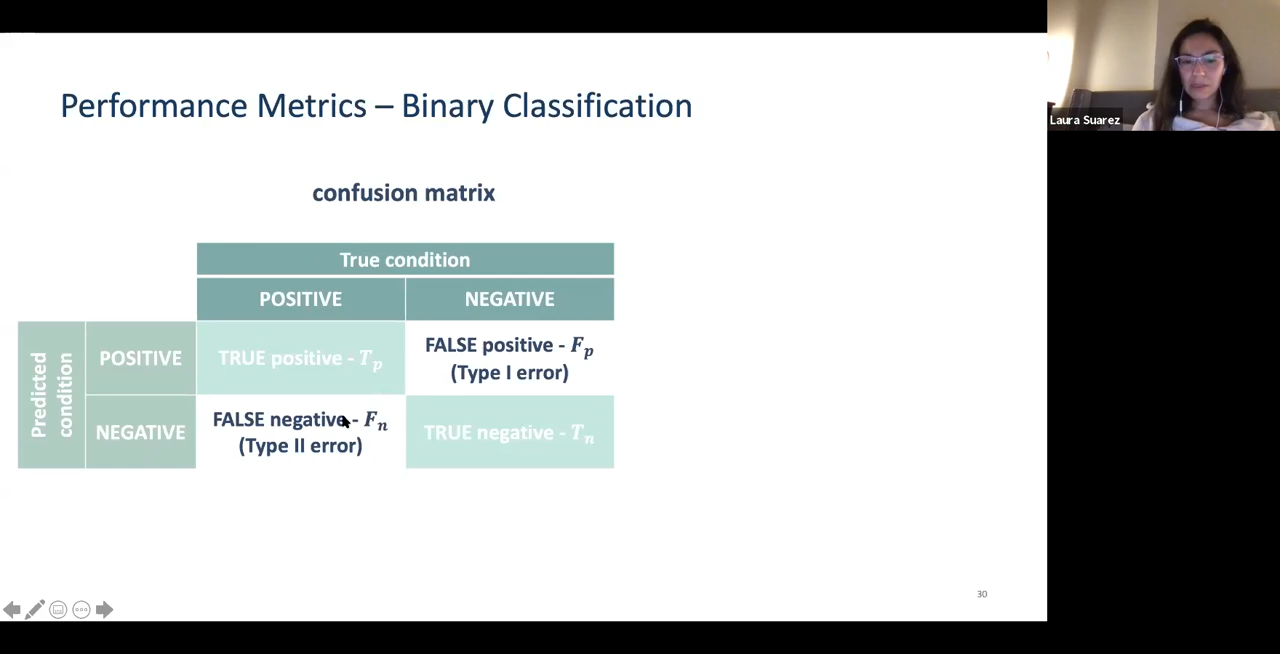 Performance Metrics – Binary Classification
Laura Suarez
confusion matrix
True condition
POSITIVE
NEGATIVE
Predicted
condition
POSITIVE
TRUE positive - Tp
FALSE positive - Fp
(Type I error)
NEGATIVE
FALSE negative - Fn
(Type II error)
TRUE negative - Tn
30